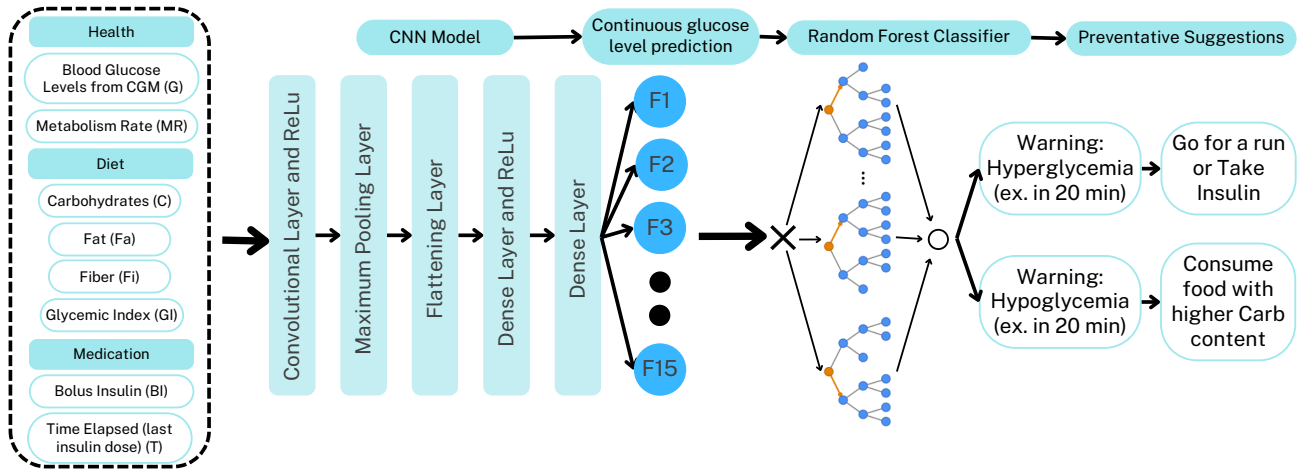 Health
Blood Glucose
Levels from CGM (G)
Metabolism Rate (MR)
Diet
Carbohydrates (C)
Fat (Fa)
Fiber (Fi)
Glycemic Index (GI)
Medication
Bolus Insulin (BI)
Time Elapsed (last
insulin dose) (T)
CNN Model
Continuous glucose
level prediction
Random Forest Classifier
Preventative Suggestions
Convolutional Layer and ReLu
Maximum Pooling Layer
Flattening Layer
Dense Layer and ReLu
Dense Layer
F1
F2
F3
F15
...
Warning:
Hyperglycemia
(ex. in 20 min)
Go for a run
or Take
Insulin
Warning:
Hypoglycemia
(ex. in 20 min)
Consume
food with
higher Carb
content